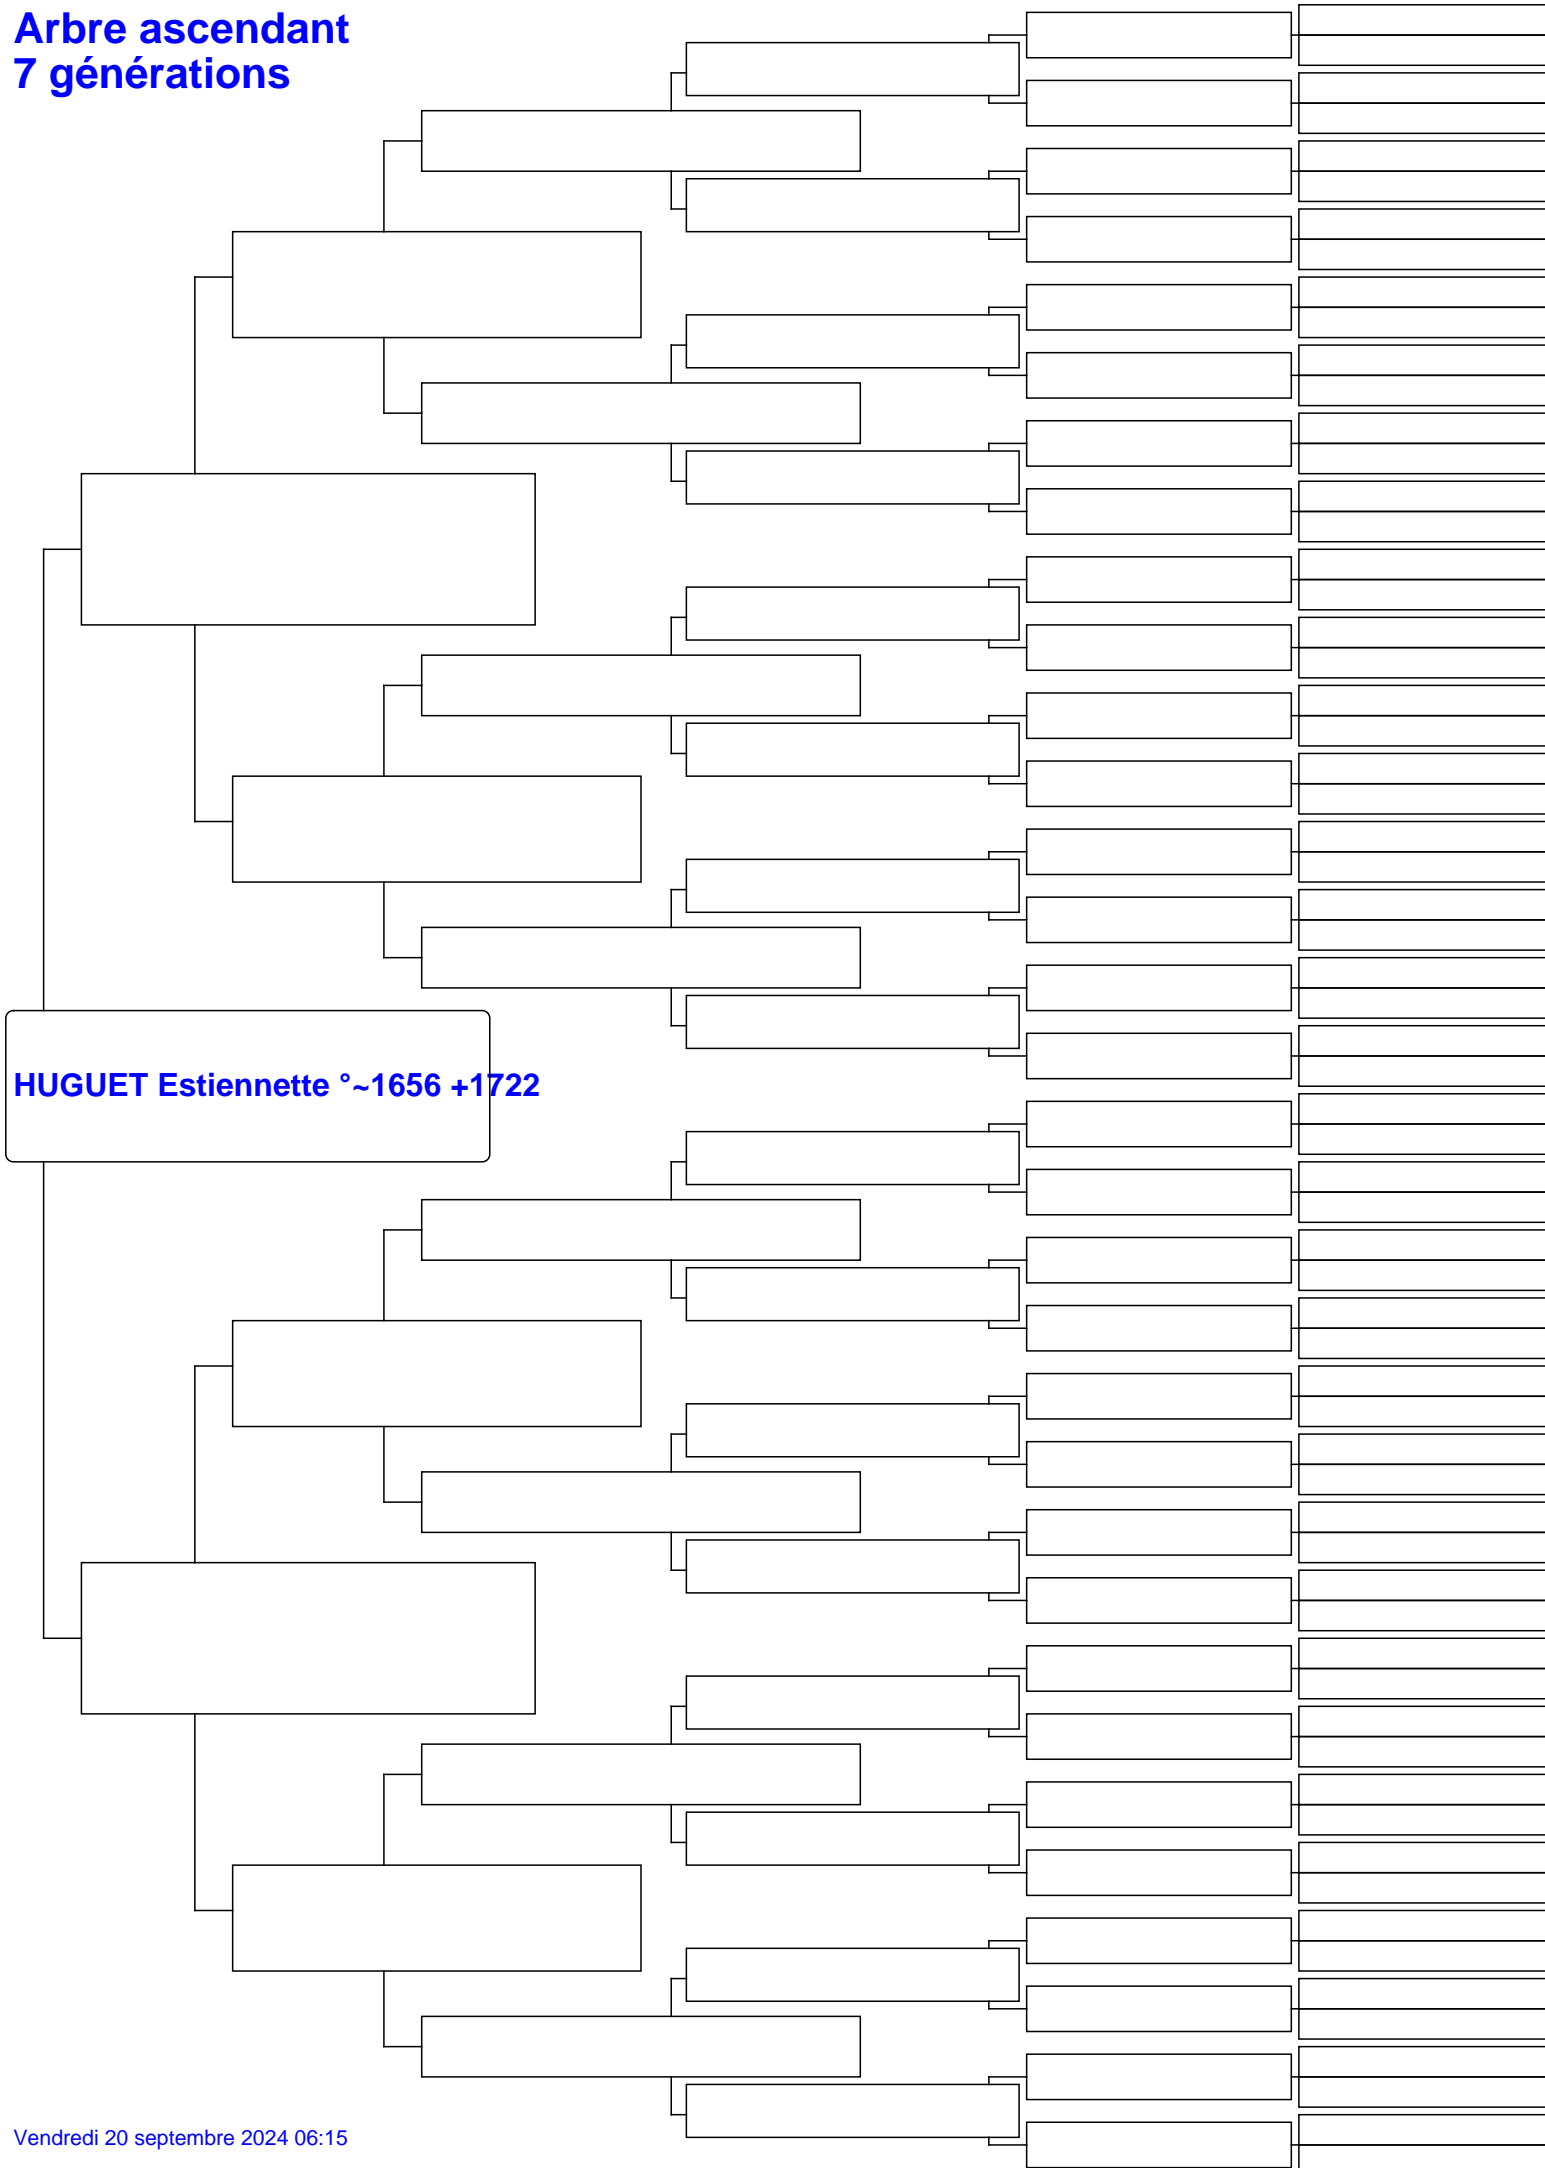 Arbre ascendant
7 générations
HUGUET Estiennette °~1656 +1722
Vendredi 20 septembre 2024 06:15